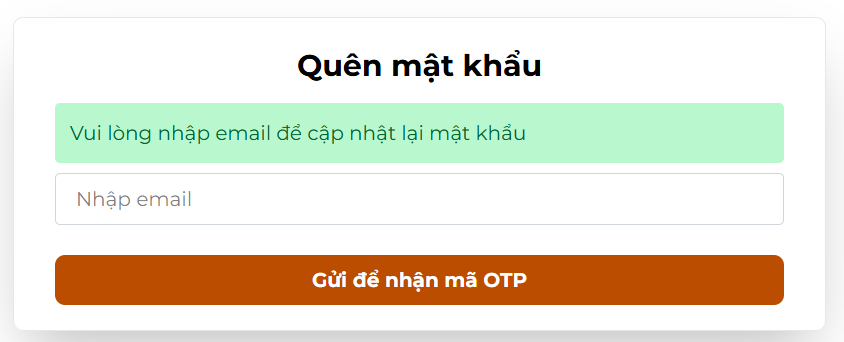 Quên mật khẩu
Vui lòng nhập email để cập nhật lại mật khẩu
Nhập email
Gửi để nhận mã OTP